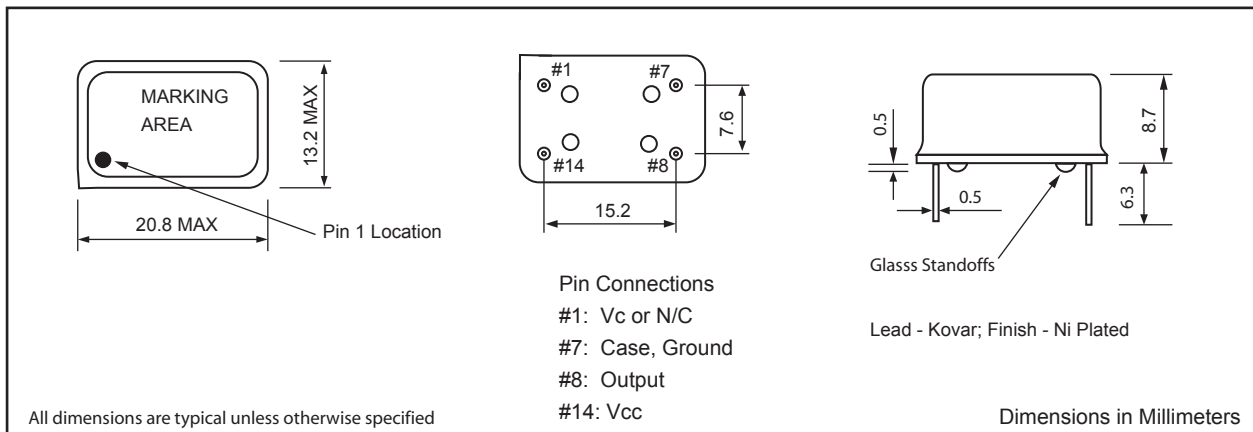 MARKING
AREA
13.2 MAX
20.8 MAX
Pin 1 Location
#1
#7
#14
#8
7.6
15.2
Pin Connections
#1: Vc or N/C
#7: Case, Ground
#8: Output
#14: Vcc
0.5
8.7
0.5
6.3
Glasss Standoffs
Lead - Kovar; Finish - Ni Plated
All dimensions are typical unless otherwise specified
Dimensions in Millimeters